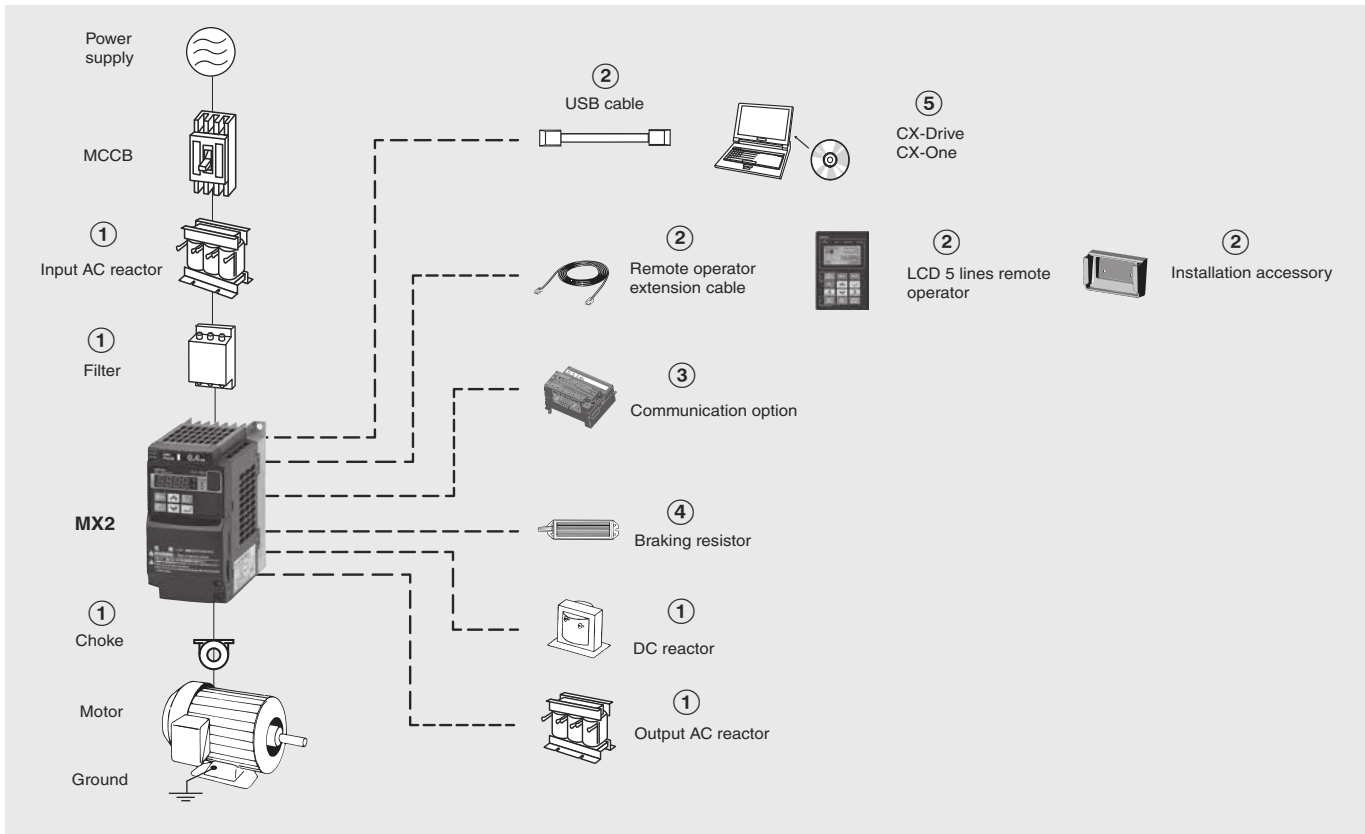 Power
supply
MCCB
①
Input AC reactor
①
Filter
MX2
①
Choke
Motor
Ground
②
USB cable
⑤
CX-Drive
CX-One
②
Remote operator
extension cable
②
LCD 5 lines remote
operator
②
Installation accessory
③
Communication option
④
Braking resistor
①
DC reactor
①
Output AC reactor